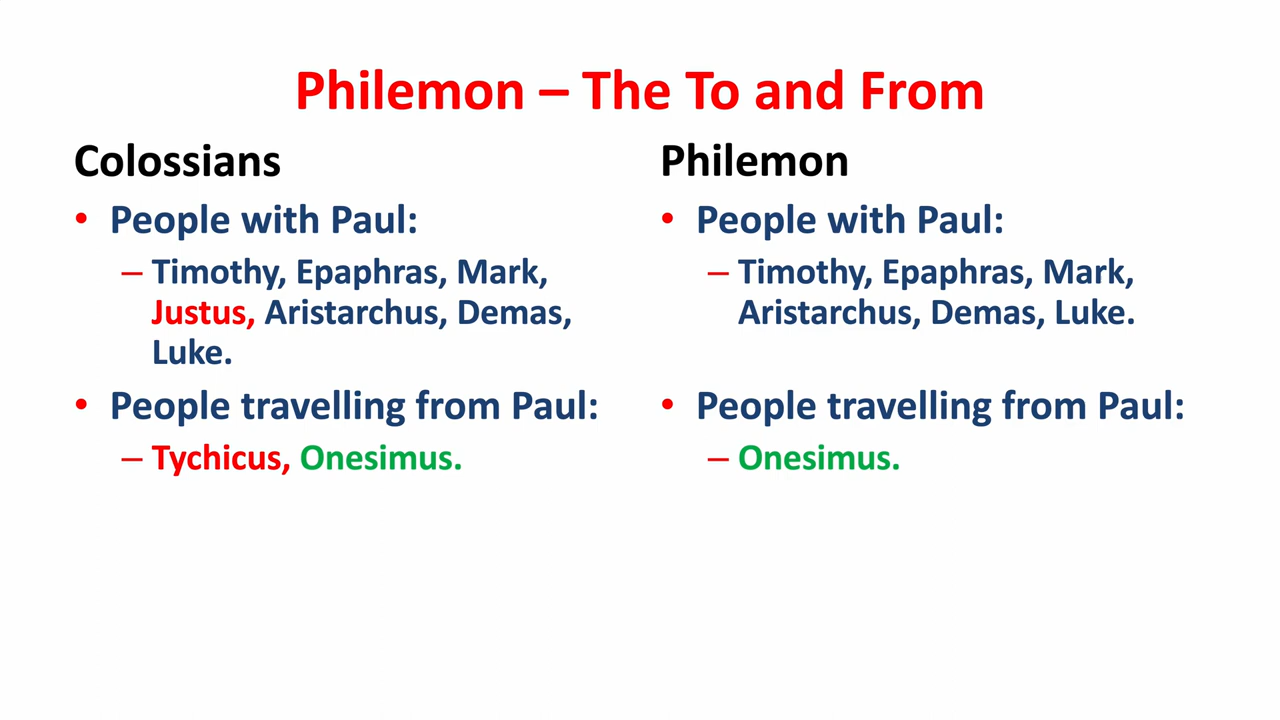 Philemon – The To and From
Colossians
• People with Paul:
– Timothy, Epaphras, Mark,
Justus, Aristarchus, Demas,
Luke.
• People travelling from Paul:
– Tychicus, Onesimus.
Philemon
• People with Paul:
– Timothy, Epaphras, Mark,
Aristarchus, Demas, Luke.
• People travelling from Paul:
– Onesimus.